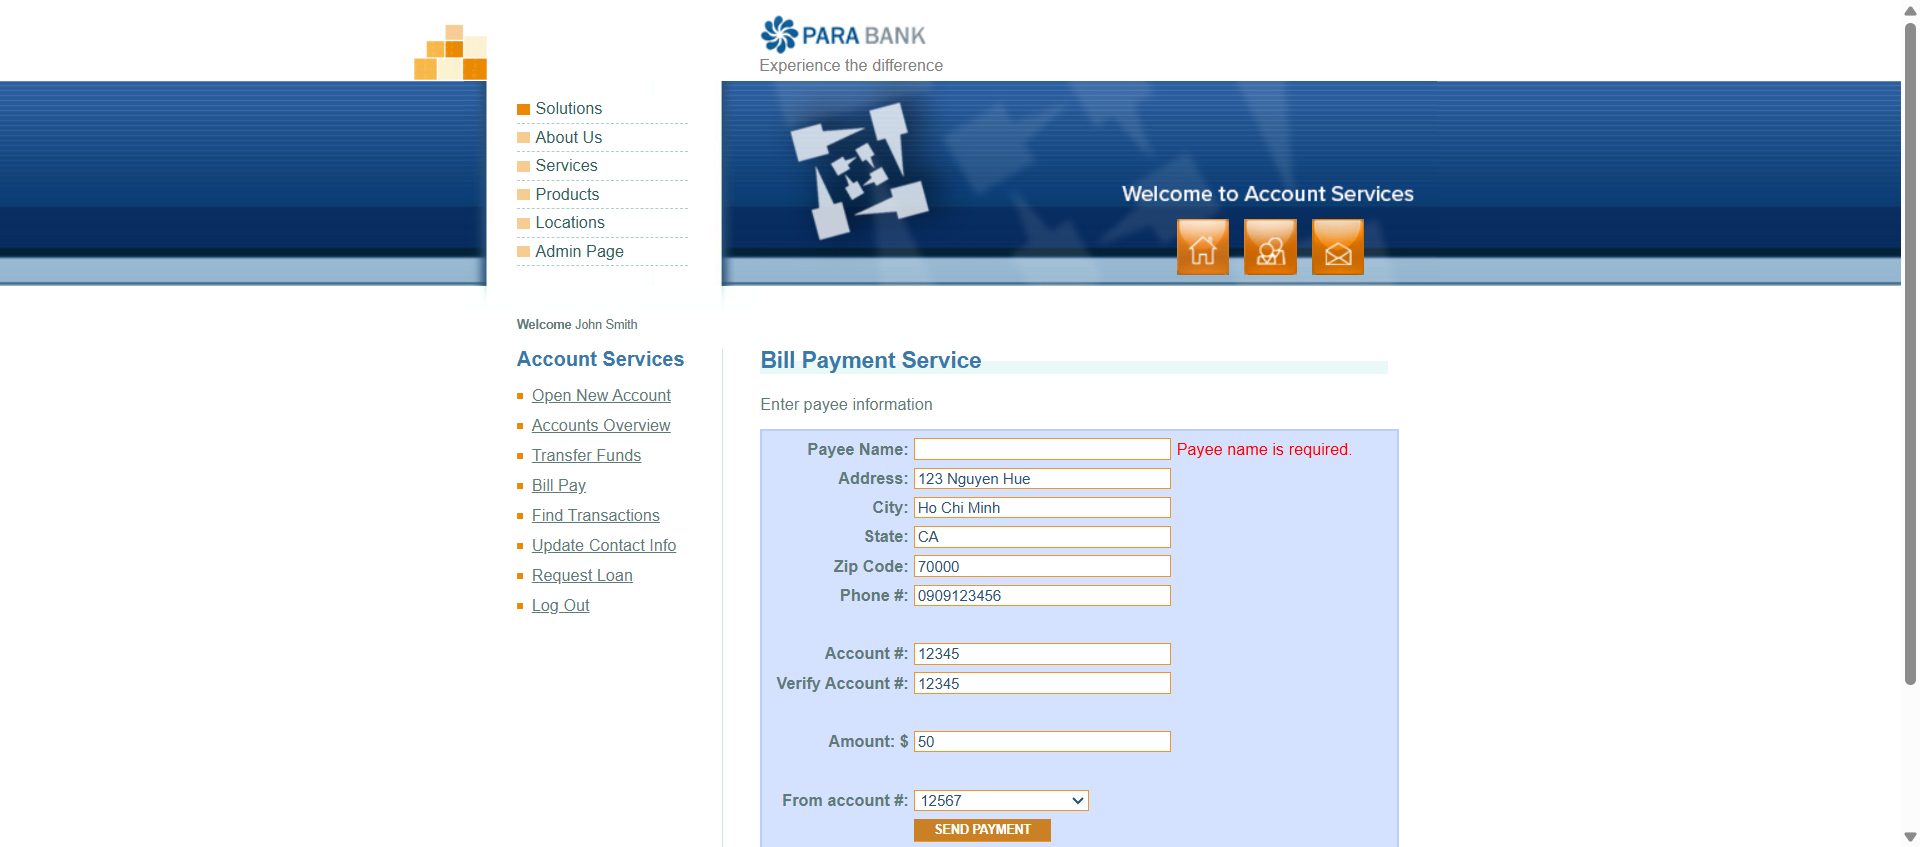 PARA BANK
Experience the difference
Solutions
About Us
Services
Products
Locations
Admin Page
Welcome to Account Services
Welcome John Smith
Account Services
Open New Account
Accounts Overview
Transfer Funds
Bill Pay
Find Transactions
Update Contact Info
Request Loan
Log Out
Bill Payment Service
Enter payee information
Payee Name: Payee name is required.
Address: 123 Nguyen Hue
City: Ho Chi Minh
State: CA
Zip Code: 70000
Phone #: 0909123456
Account #: 12345
Verify Account #: 12345
Amount: $ 50
From account #: 12567
SEND PAYMENT